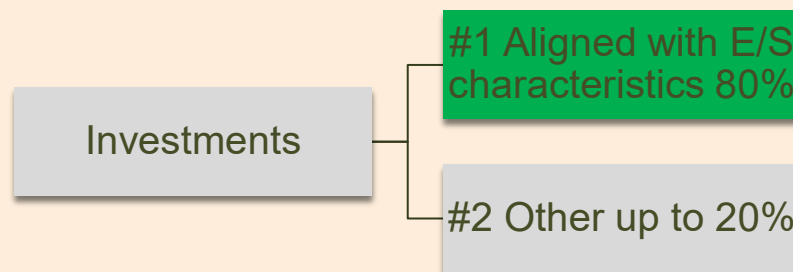 #1 Aligned with E/S
characteristics 80%
Investments
#2 Other up to 20%